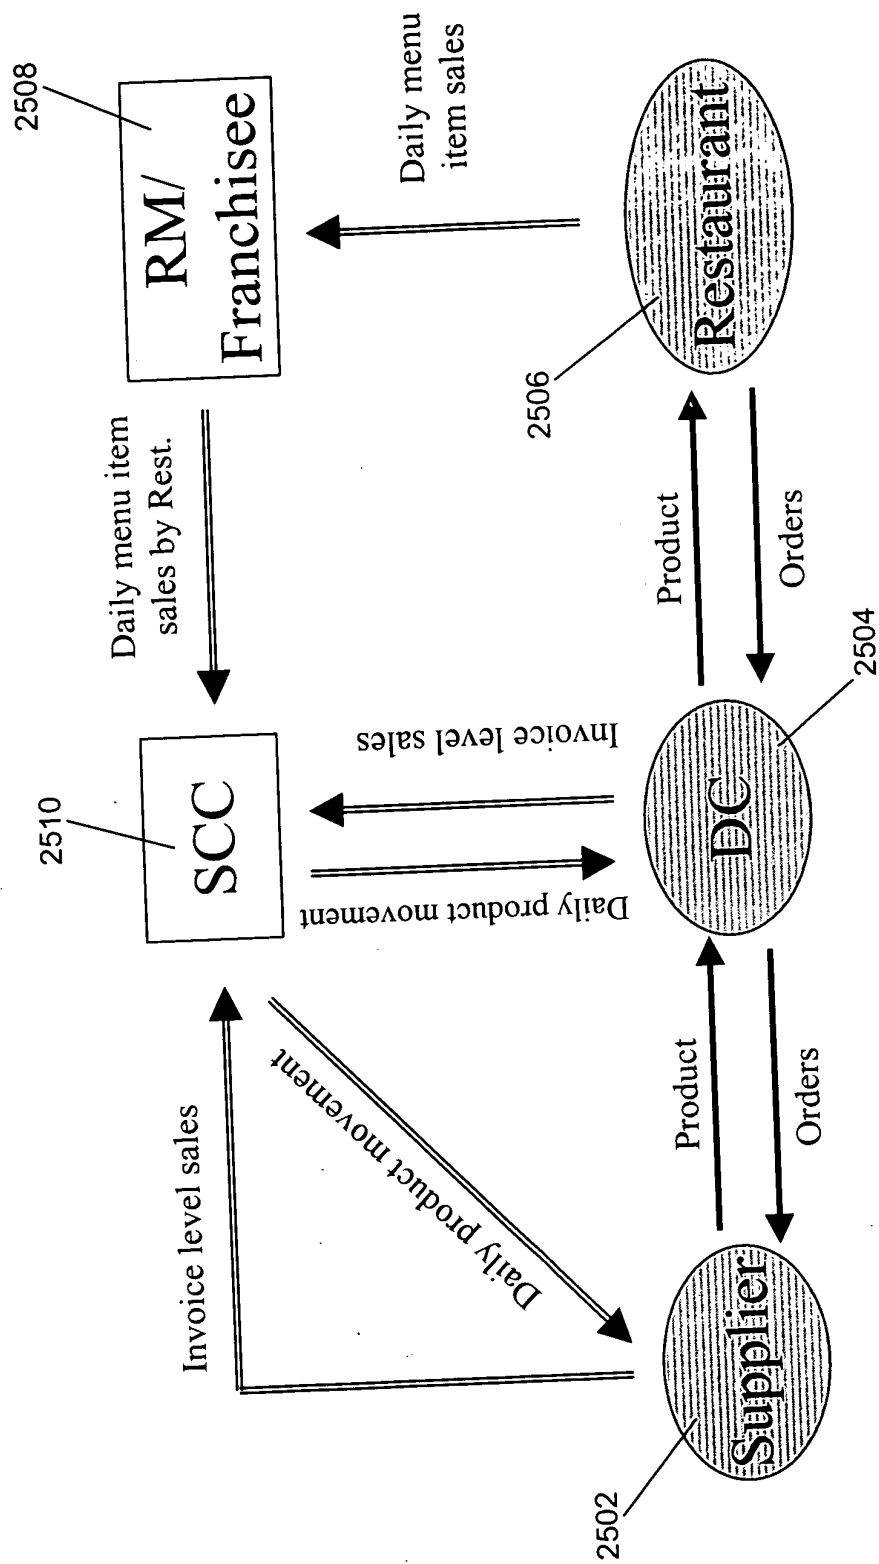 2510
SCC
2508
RM/
Franchisee
Daily menu item
sales by Rest.
Invoice level sales
Daily product movement
Daily product movement
Invoice level sales
Daily menu
item sales
2502
Supplier
Product
Orders
DC
2504
Product
Orders
2506
Restaurant